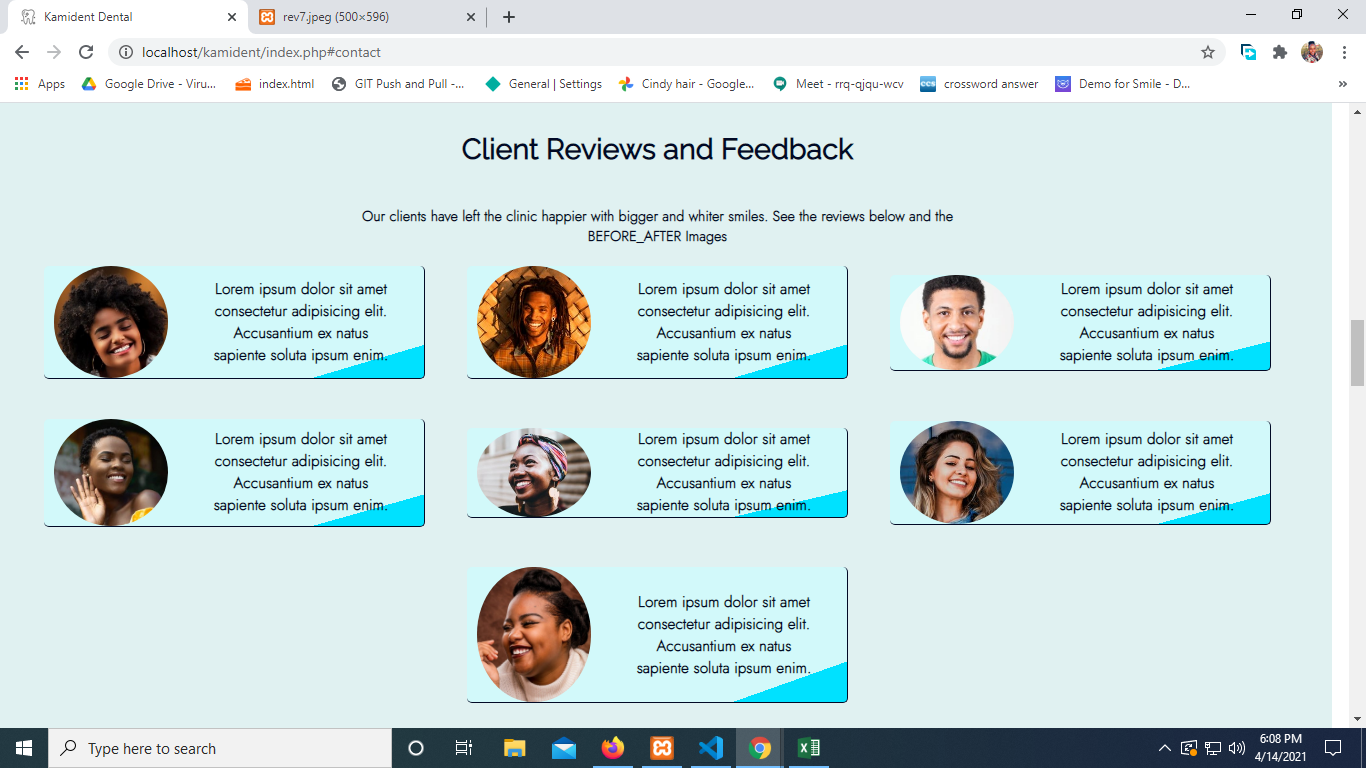 Kamident Dental
rev7.jpeg (500×596)
localhost/kamident/index.php#contact
Apps
Google Drive - Viru...
index.html
GIT Push and Pull -...
General | Settings
Cindy hair - Google...
Meet - rrq-qjqu-wcv
ccs
crossword answer
Demo for Smile - D...
»
Client Reviews and Feedback
Our clients have left the clinic happier with bigger and whiter smiles. See the reviews below and the
BEFORE_AFTER Images
Lorem ipsum dolor sit amet
consectetur adipisicing elit.
Accusantium ex natus
sapiente soluta ipsum enim.
Lorem ipsum dolor sit amet
consectetur adipisicing elit.
Accusantium ex natus
sapiente soluta ipsum enim.
Lorem ipsum dolor sit amet
consectetur adipisicing elit.
Accusantium ex natus
sapiente soluta ipsum enim.
Lorem ipsum dolor sit amet
consectetur adipisicing elit.
Accusantium ex natus
sapiente soluta ipsum enim.
Lorem ipsum dolor sit amet
consectetur adipisicing elit.
Accusantium ex natus
sapiente soluta ipsum enim.
Lorem ipsum dolor sit amet
consectetur adipisicing elit.
Accusantium ex natus
sapiente soluta ipsum enim.
Lorem ipsum dolor sit amet
consectetur adipisicing elit.
Accusantium ex natus
sapiente soluta ipsum enim.
Type here to search
6:08 PM
4/14/2021